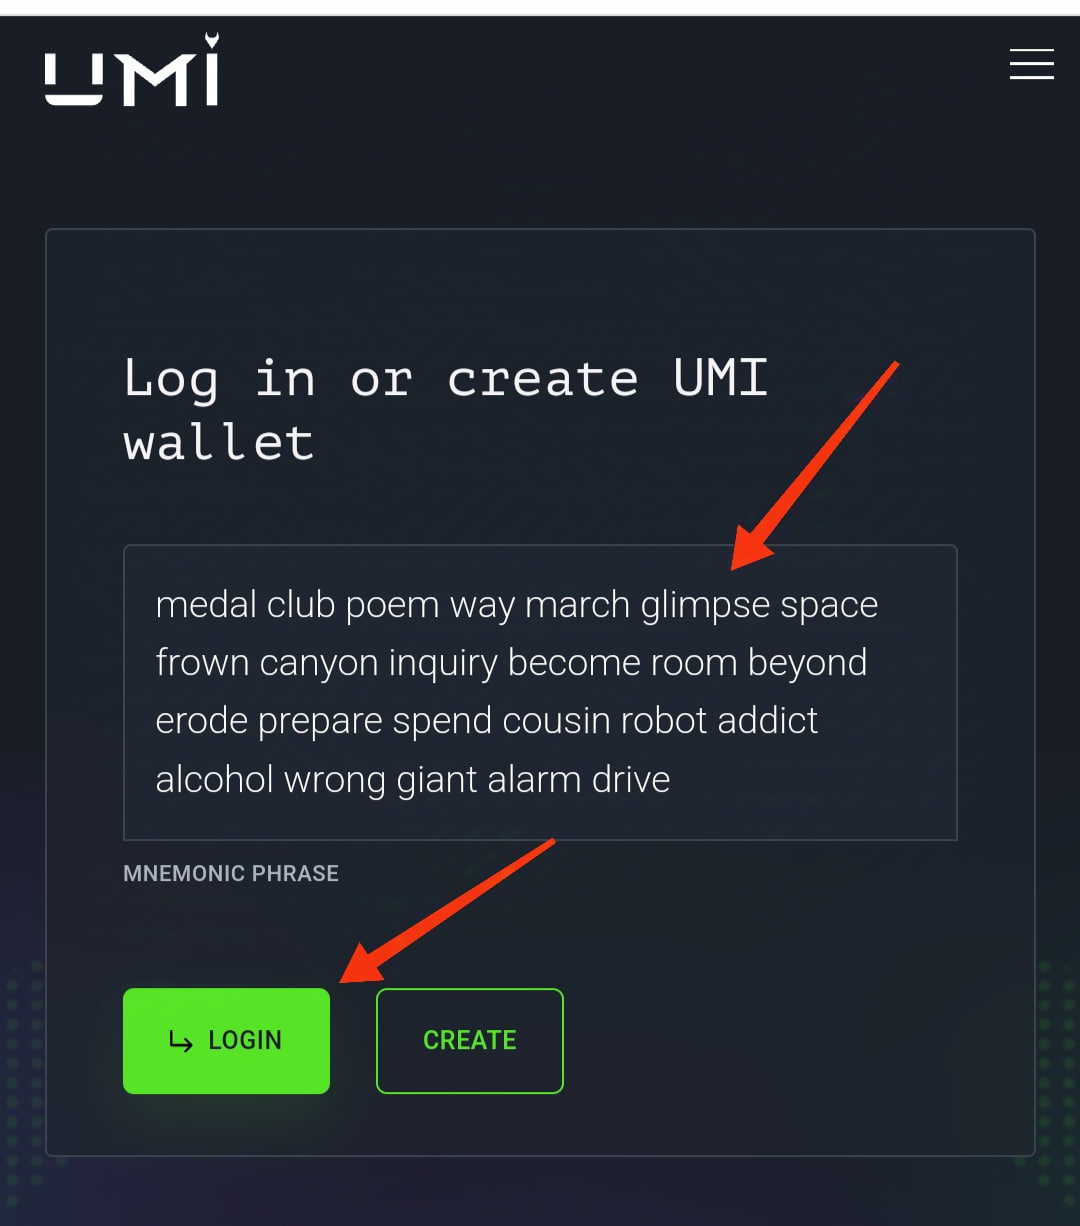 UMi
Log in or create UMI
wallet
medal club poem way march glimpse space
frown canyon inquiry become room beyond
erode prepare spend cousin robot addict
alcohol wrong giant alarm drive
MNEMONIC PHRASE
LOGIN
CREATE